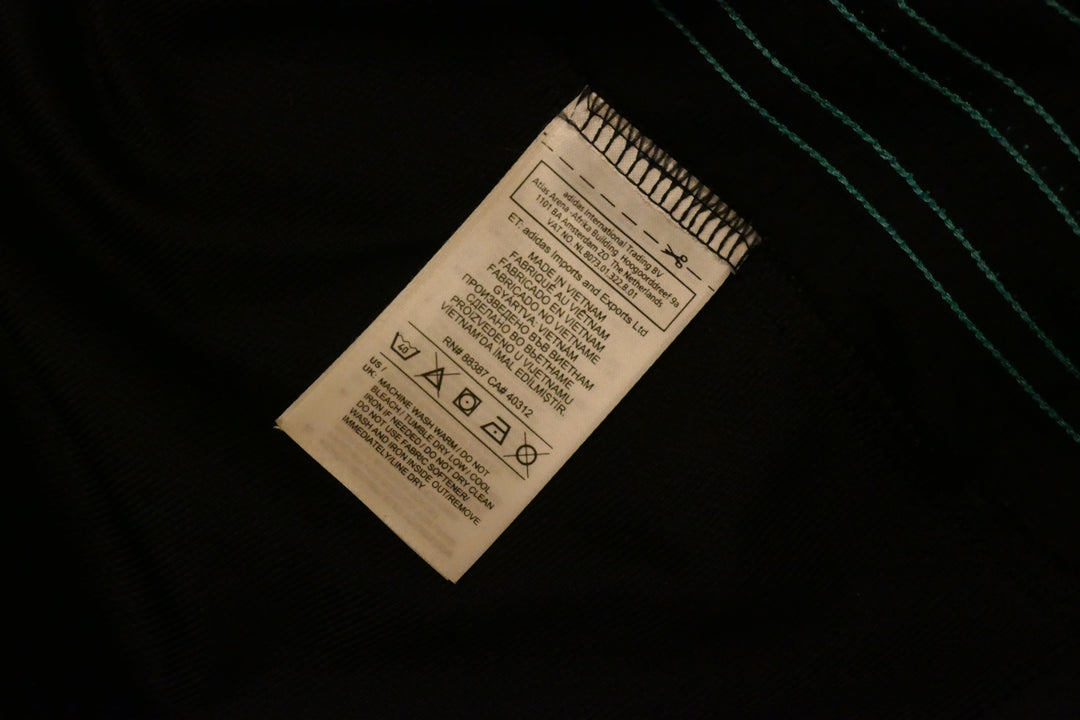 adidas International Trading BV
Atlas Arena -Afrika Building, Hoogoorddreef 9a
1101 BA Amsterdam ZO The Netherlands
VAT NO. NL 8073.01.322.B.01
ET: adidas Imports and Exports Ltd
MADE IN VIETNAM
FABRIQUÉ AU VIETNAM
FABRICADO EN VIETNAM
FABRICADO NO VIETNAME
GYÁRTVA: VIETNAM
ПРОИЗВЕДЕНО ВЪВ ВИЕТНАМ
СДЕЛАНО ВО ВЬЕТНАМЕ
PROIZVEDENO U VIJETNAMU
VIETNAM'DA IMAL EDİLMİŞTİR.
RN# 88387 CA# 40312
40
US /
UK: MACHINE WASH WARM / DO NOT
BLEACH / TUMBLE DRY LOW / COOL
IRON IF NEEDED / DO NOT DRY CLEAN
DO NOT USE FABRIC SOFTENER/
WASH AND IRON INSIDE OUT/REMOVE
IMMEDIATELY/LINE DRY